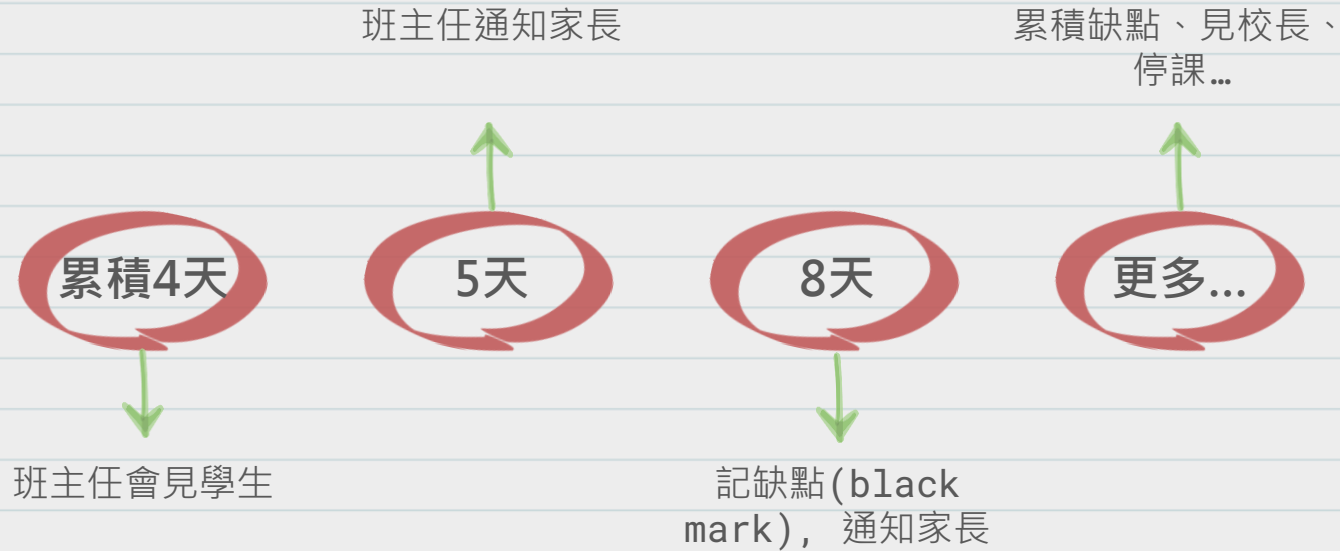 班主任通知家長
累積缺點、見校長、
停課…
累積4天
5天
8天
更多…
班主任會見學生
記缺點(black
mark), 通知家長